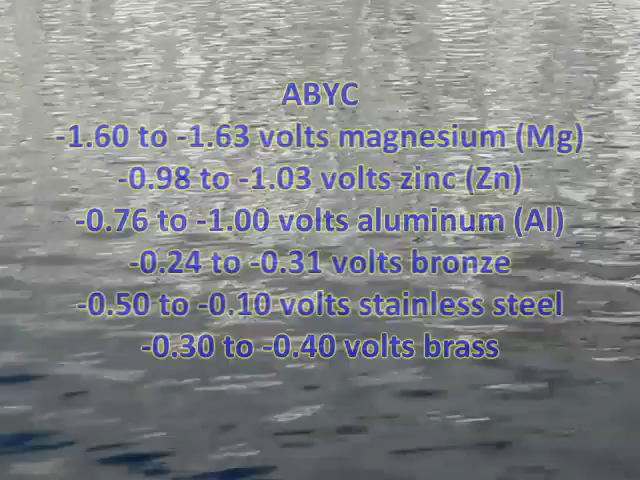 ABYC
-1.60 to -1.63 volts magnesium (Mg)
-0.98 to -1.03 volts zinc (Zn)
-0.76 to -1.00 volts aluminum (Al)
-0.24 to -0.31 volts bronze
-0.50 to -0.10 volts stainless steel
-0.30 to -0.40 volts brass